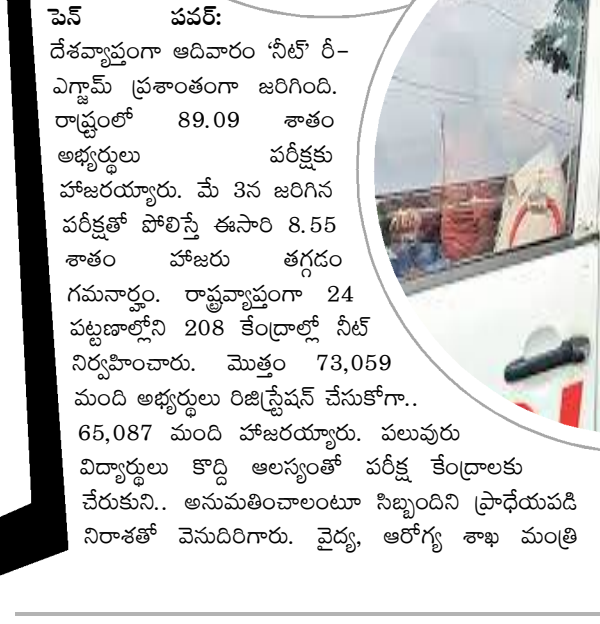 పెన్ పవర్:
దేశవ్యాప్తంగా ఆదివారం ‘నీట్’ రీ-
ఎగ్జామ్ ప్రశాంతంగా జరిగింది.
రాష్ట్రంలో 89.09 శాతం
అభ్యర్థులు పరీక్షకు
హాజరయ్యారు. మే 3న జరిగిన
పరీక్షతో పోలిస్తే ఈసారి 8.55
శాతం హాజరు తగ్గడం
గమనార్హం. రాష్ట్రవ్యాప్తంగా 24
పట్టణాల్లోని 208 కేంద్రాల్లో నీట్
నిర్వహించారు. మొత్తం 73,059
మంది అభ్యర్థులు రిజిస్ట్రేషన్ చేసుకోగా..
65,087 మంది హాజరయ్యారు. పలువురు
విద్యార్థులు కొద్ది ఆలస్యంతో పరీక్ష కేంద్రాలకు
చేరుకుని.. అనుమతించాలంటూ సిబ్బందిని ప్రాధేయపడి
నిరాశతో వెనుదిరిగారు. వైద్య, ఆరోగ్య శాఖ మంత్రి